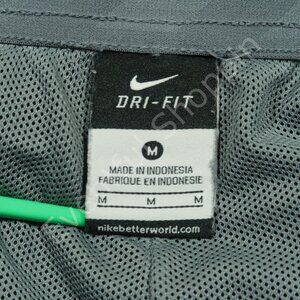 DRI-FIT
M
MADE IN INDONESIA
FABRIQUE EN INDONESIE
M M M
nikebetterworld.com